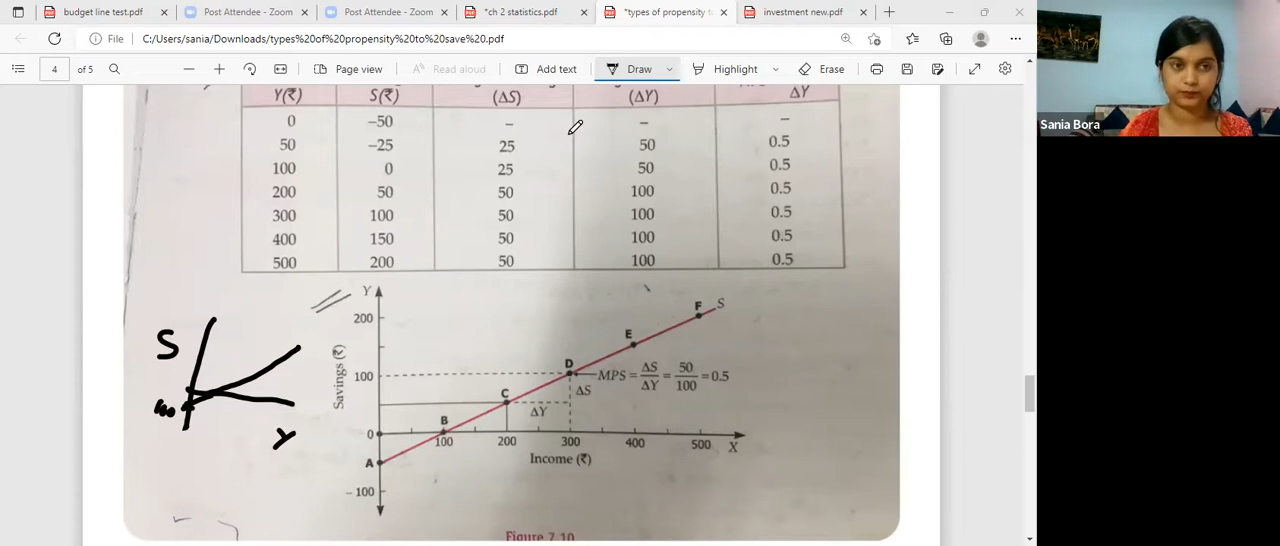 budget line test.pdf
Post Attendee - Zoom
Post Attendee - Zoom
*ch 2 statistics.pdf
*types of propensity
investment new.pdf
File C:/Users/sania/Downloads/types%20of%20propensity%20to%20save%20.pdf
4 of 5 Page view Read aloud Add text Draw Highlight Erase
Sania Bora
Y(₹) S(₹) (ΔS) (ΔY) ΔY
0 –50 – – –
50 –25 25 50 0.5
100 0 25 50 0.5
200 50 50 100 0.5
300 100 50 100 0.5
400 150 50 100 0.5
500 200 50 100 0.5
Y
200
100
0
– 100
Savings (₹)
A
B
C
D
E
F
S
MPS = ΔS/ΔY = 50/100 = 0.5
ΔS
ΔY
100 200 300 400 500 X
Income (₹)
Figure 7.10
S
Y